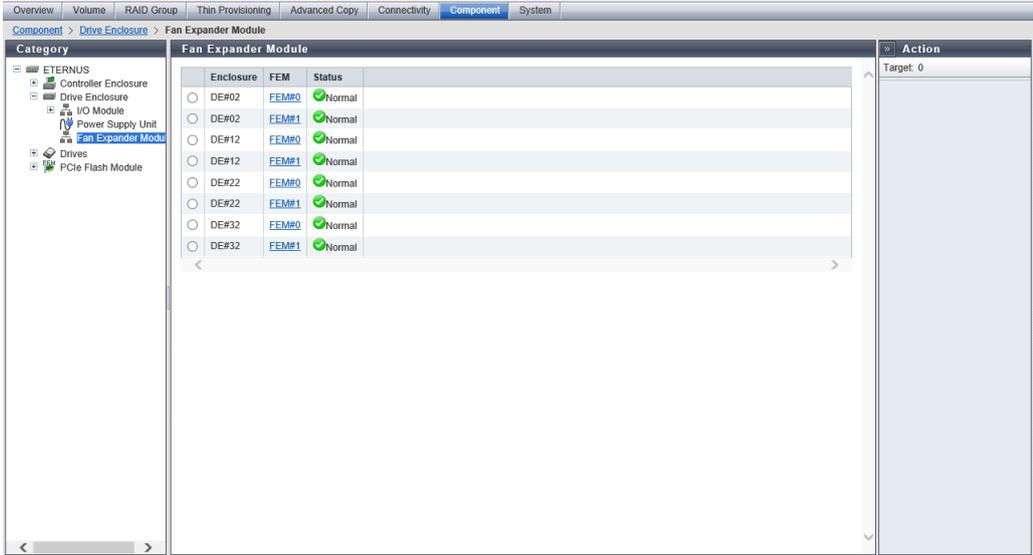 Overview Volume RAID Group Thin Provisioning Advanced Copy Connectivity Component System
Component > Drive Enclosure > Fan Expander Module
Category
ETERNUS
Controller Enclosure
Drive Enclosure
I/O Module
Power Supply Unit
Fan Expander Modu
Drives
PCIe Flash Module
Fan Expander Module
Enclosure FEM Status
DE#02 FEM#0 Normal
DE#02 FEM#1 Normal
DE#12 FEM#0 Normal
DE#12 FEM#1 Normal
DE#22 FEM#0 Normal
DE#22 FEM#1 Normal
DE#32 FEM#0 Normal
DE#32 FEM#1 Normal
» Action
Target: 0